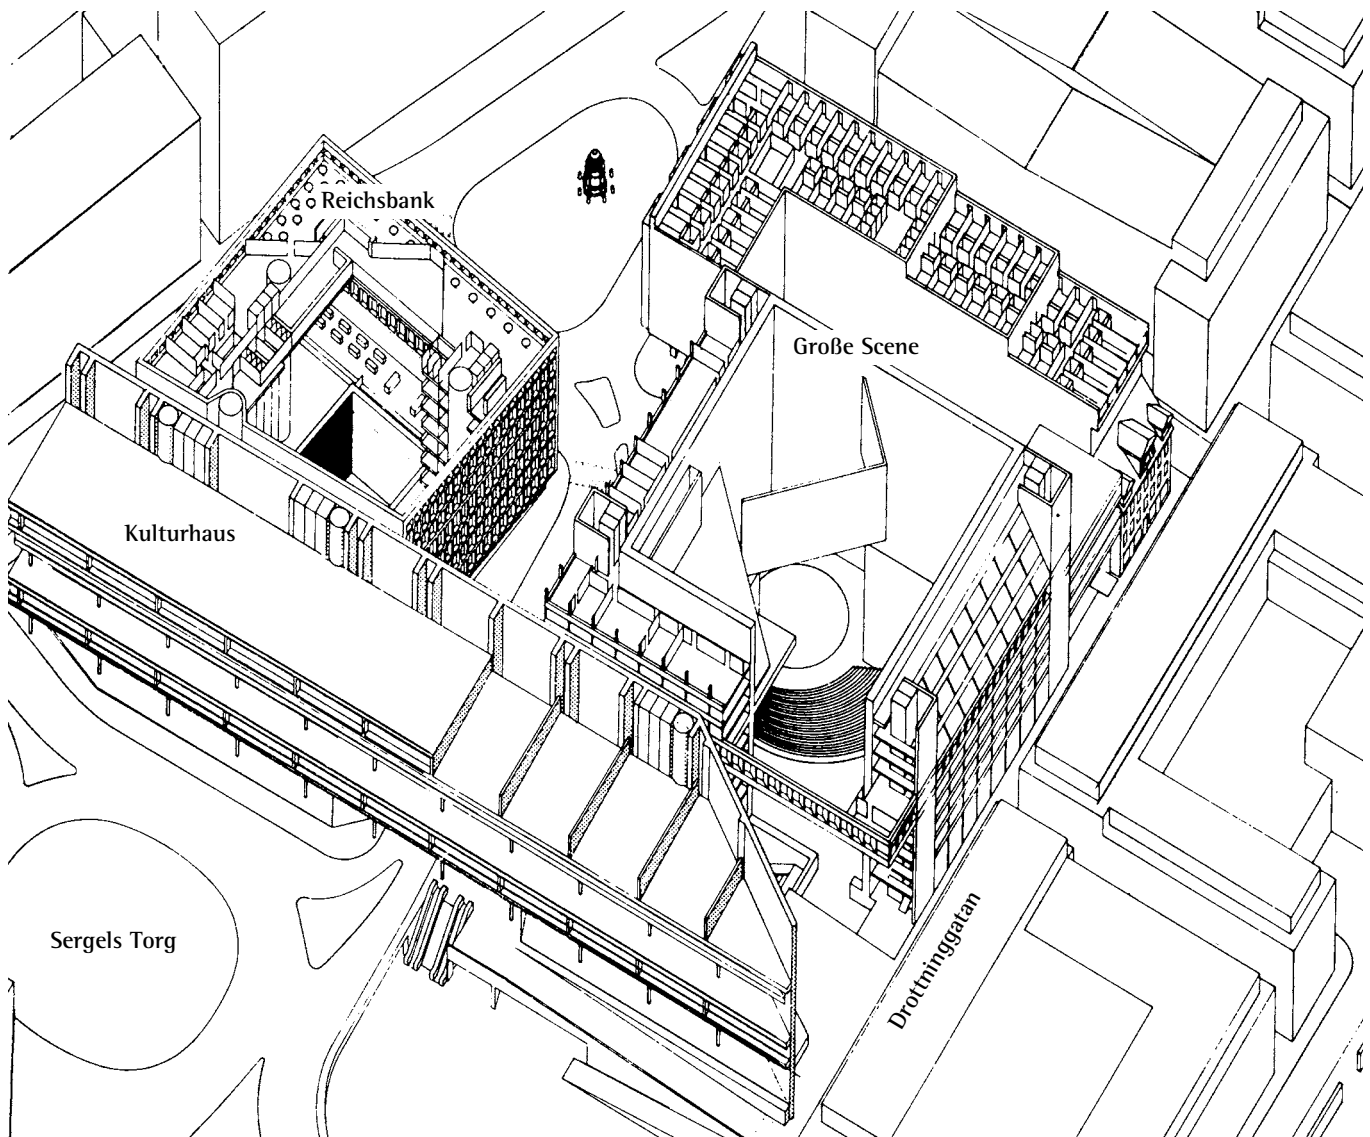 Reichsbank
Große Scene
Kulturhaus
Sergels Torg
Drottninggatan